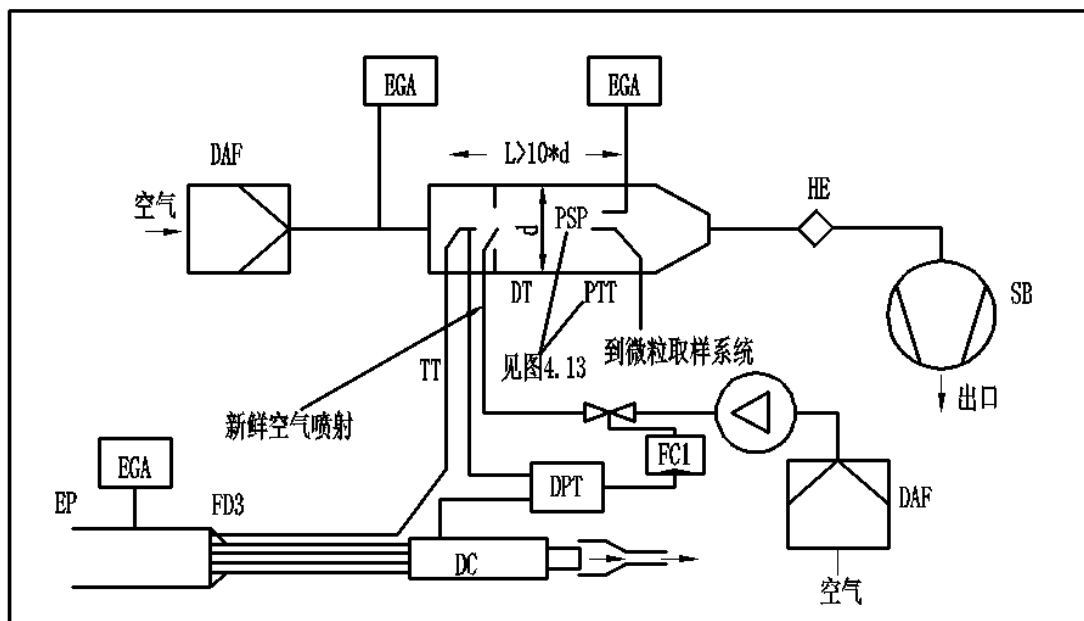 EGA
EGA
L>10*d
DAF
空气
HE
d
PSP
SB
DT
PTT
到微粒取样系统
见图4.13
TT
出口
新鲜空气喷射
FC1
EGA
DPT
DAF
EP
FD3
DC
空气